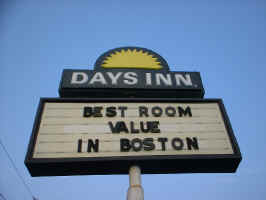 DAYS INN
BEST ROOM
VALUE
IN BOSTON